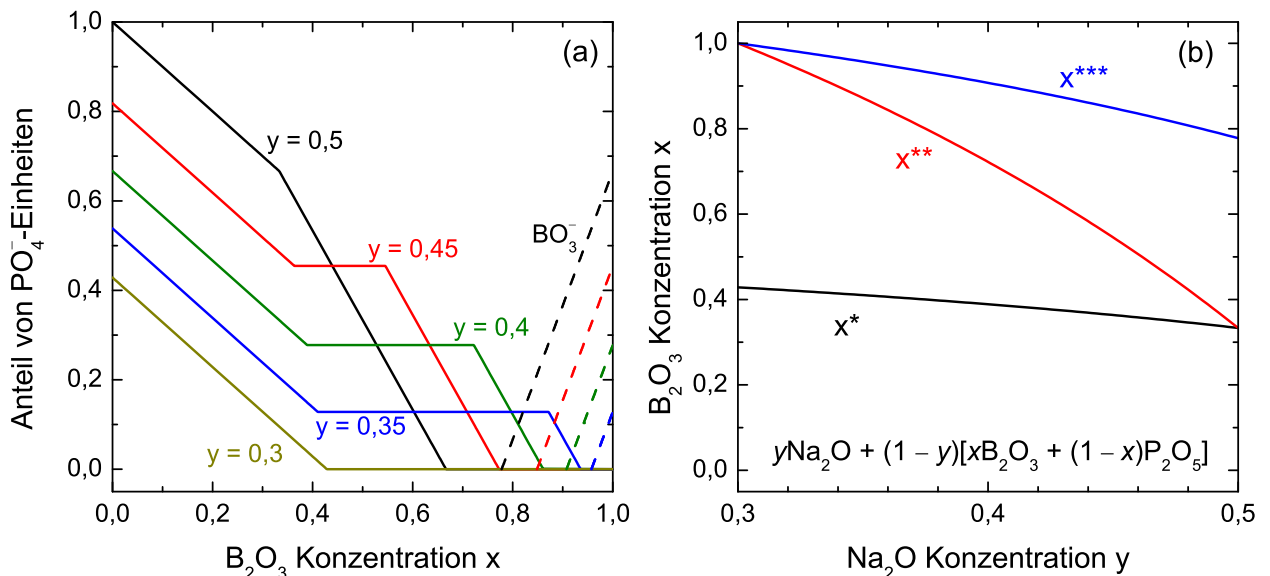 (a)
Anteil von PO₄⁻-Einheiten
1,0
0,8
0,6
0,4
0,2
0,0
y = 0,5
y = 0,45
y = 0,4
y = 0,35
y = 0,3
BO₃⁻
0,0 0,2 0,4 0,6 0,8 1,0
B₂O₃ Konzentration x
(b)
B₂O₃ Konzentration x
1,0
0,8
0,6
0,4
0,2
0,0
x***
x**
x*
yNa₂O + (1 − y)[xB₂O₃ + (1 − x)P₂O₅]
0,3 0,4 0,5
Na₂O Konzentration y